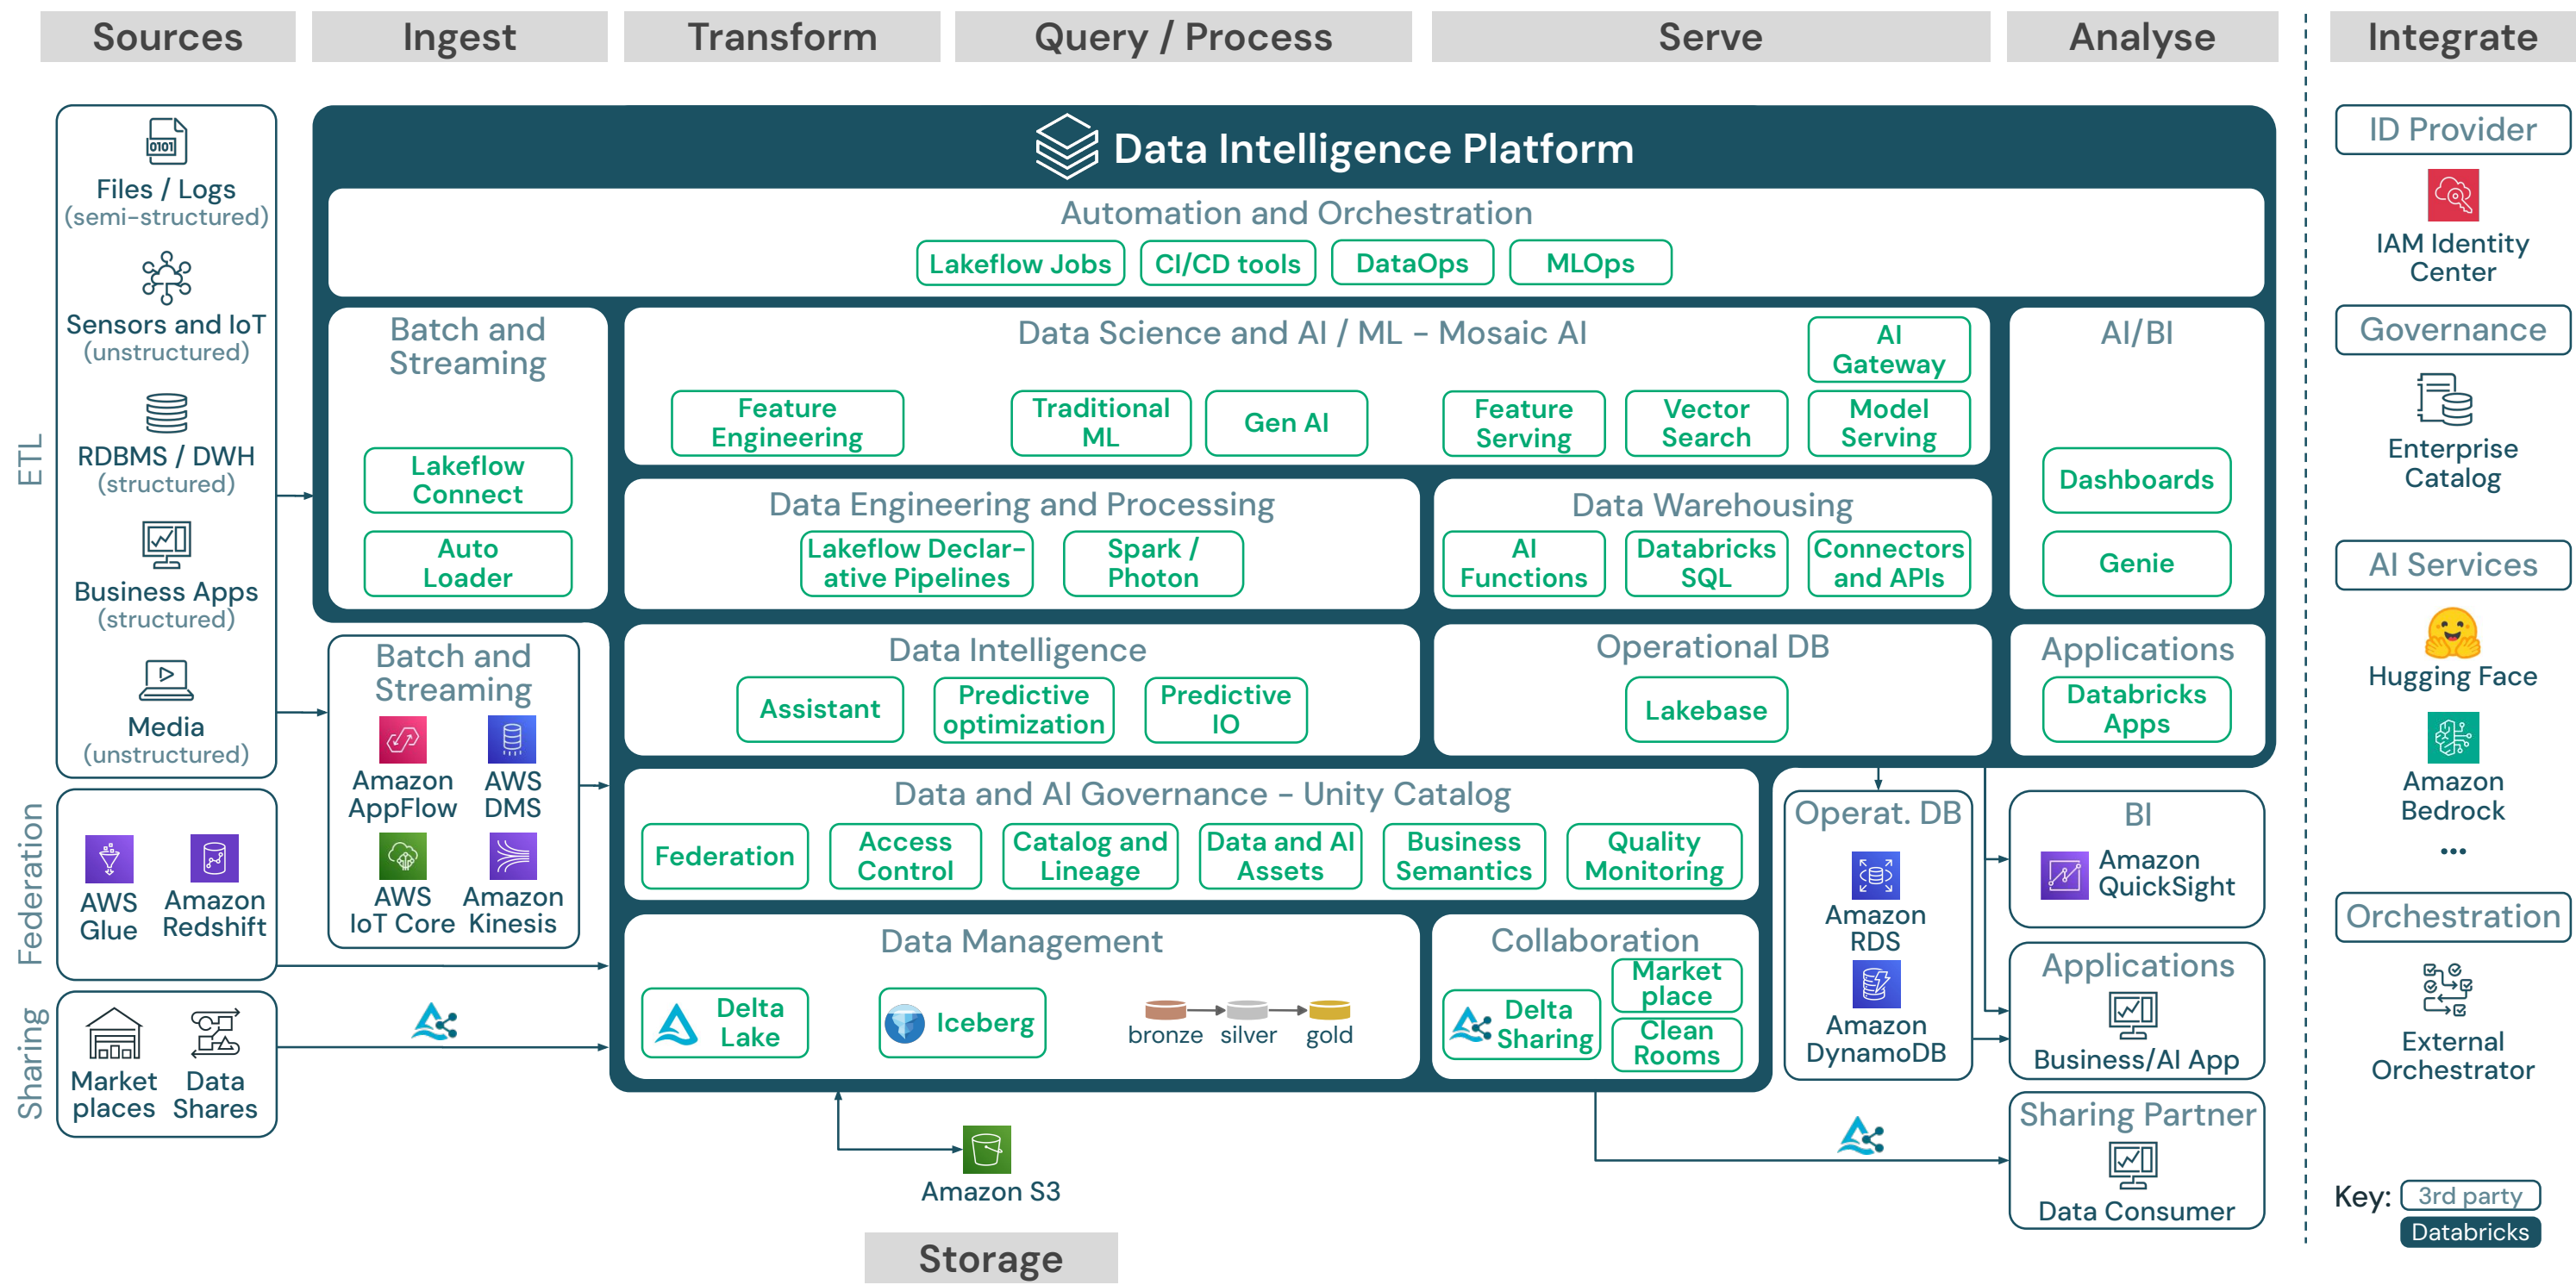 Sources
Ingest
Transform
Query / Process
Serve
Analyse
Integrate
ETL
Files / Logs
(semi-structured)
Sensors and IoT
(unstructured)
RDBMS / DWH
(structured)
Business Apps
(structured)
Media
(unstructured)
Federation
AWS
Glue
Amazon
Redshift
Sharing
Market
places
Data
Shares
Data Intelligence Platform
Automation and Orchestration
Lakeflow Jobs
CI/CD tools
DataOps
MLOps
Batch and
Streaming
Lakeflow
Connect
Auto
Loader
Data Science and AI / ML - Mosaic AI
AI
Gateway
Feature
Engineering
Traditional
ML
Gen AI
Feature
Serving
Vector
Search
Model
Serving
AI/BI
Dashboards
Genie
Data Engineering and Processing
Lakeflow Declar-
ative Pipelines
Spark /
Photon
Data Warehousing
AI
Functions
Databricks
SQL
Connectors
and APIs
Batch and
Streaming
Amazon
AppFlow
AWS
DMS
AWS
IoT Core
Amazon
Kinesis
Data Intelligence
Assistant
Predictive
optimization
Predictive
IO
Operational DB
Lakebase
Applications
Databricks
Apps
Data and AI Governance - Unity Catalog
Federation
Access
Control
Catalog and
Lineage
Data and AI
Assets
Business
Semantics
Quality
Monitoring
Data Management
Delta
Lake
Iceberg
bronze
silver
gold
Collaboration
Delta
Sharing
Market
place
Clean
Rooms
Operat. DB
Amazon
RDS
Amazon
DynamoDB
BI
Amazon
QuickSight
Applications
Business/AI App
Sharing Partner
Data Consumer
Amazon S3
Storage
ID Provider
IAM Identity
Center
Governance
Enterprise
Catalog
AI Services
Hugging Face
Amazon
Bedrock
...
Orchestration
External
Orchestrator
Key:
3rd party
Databricks
0101